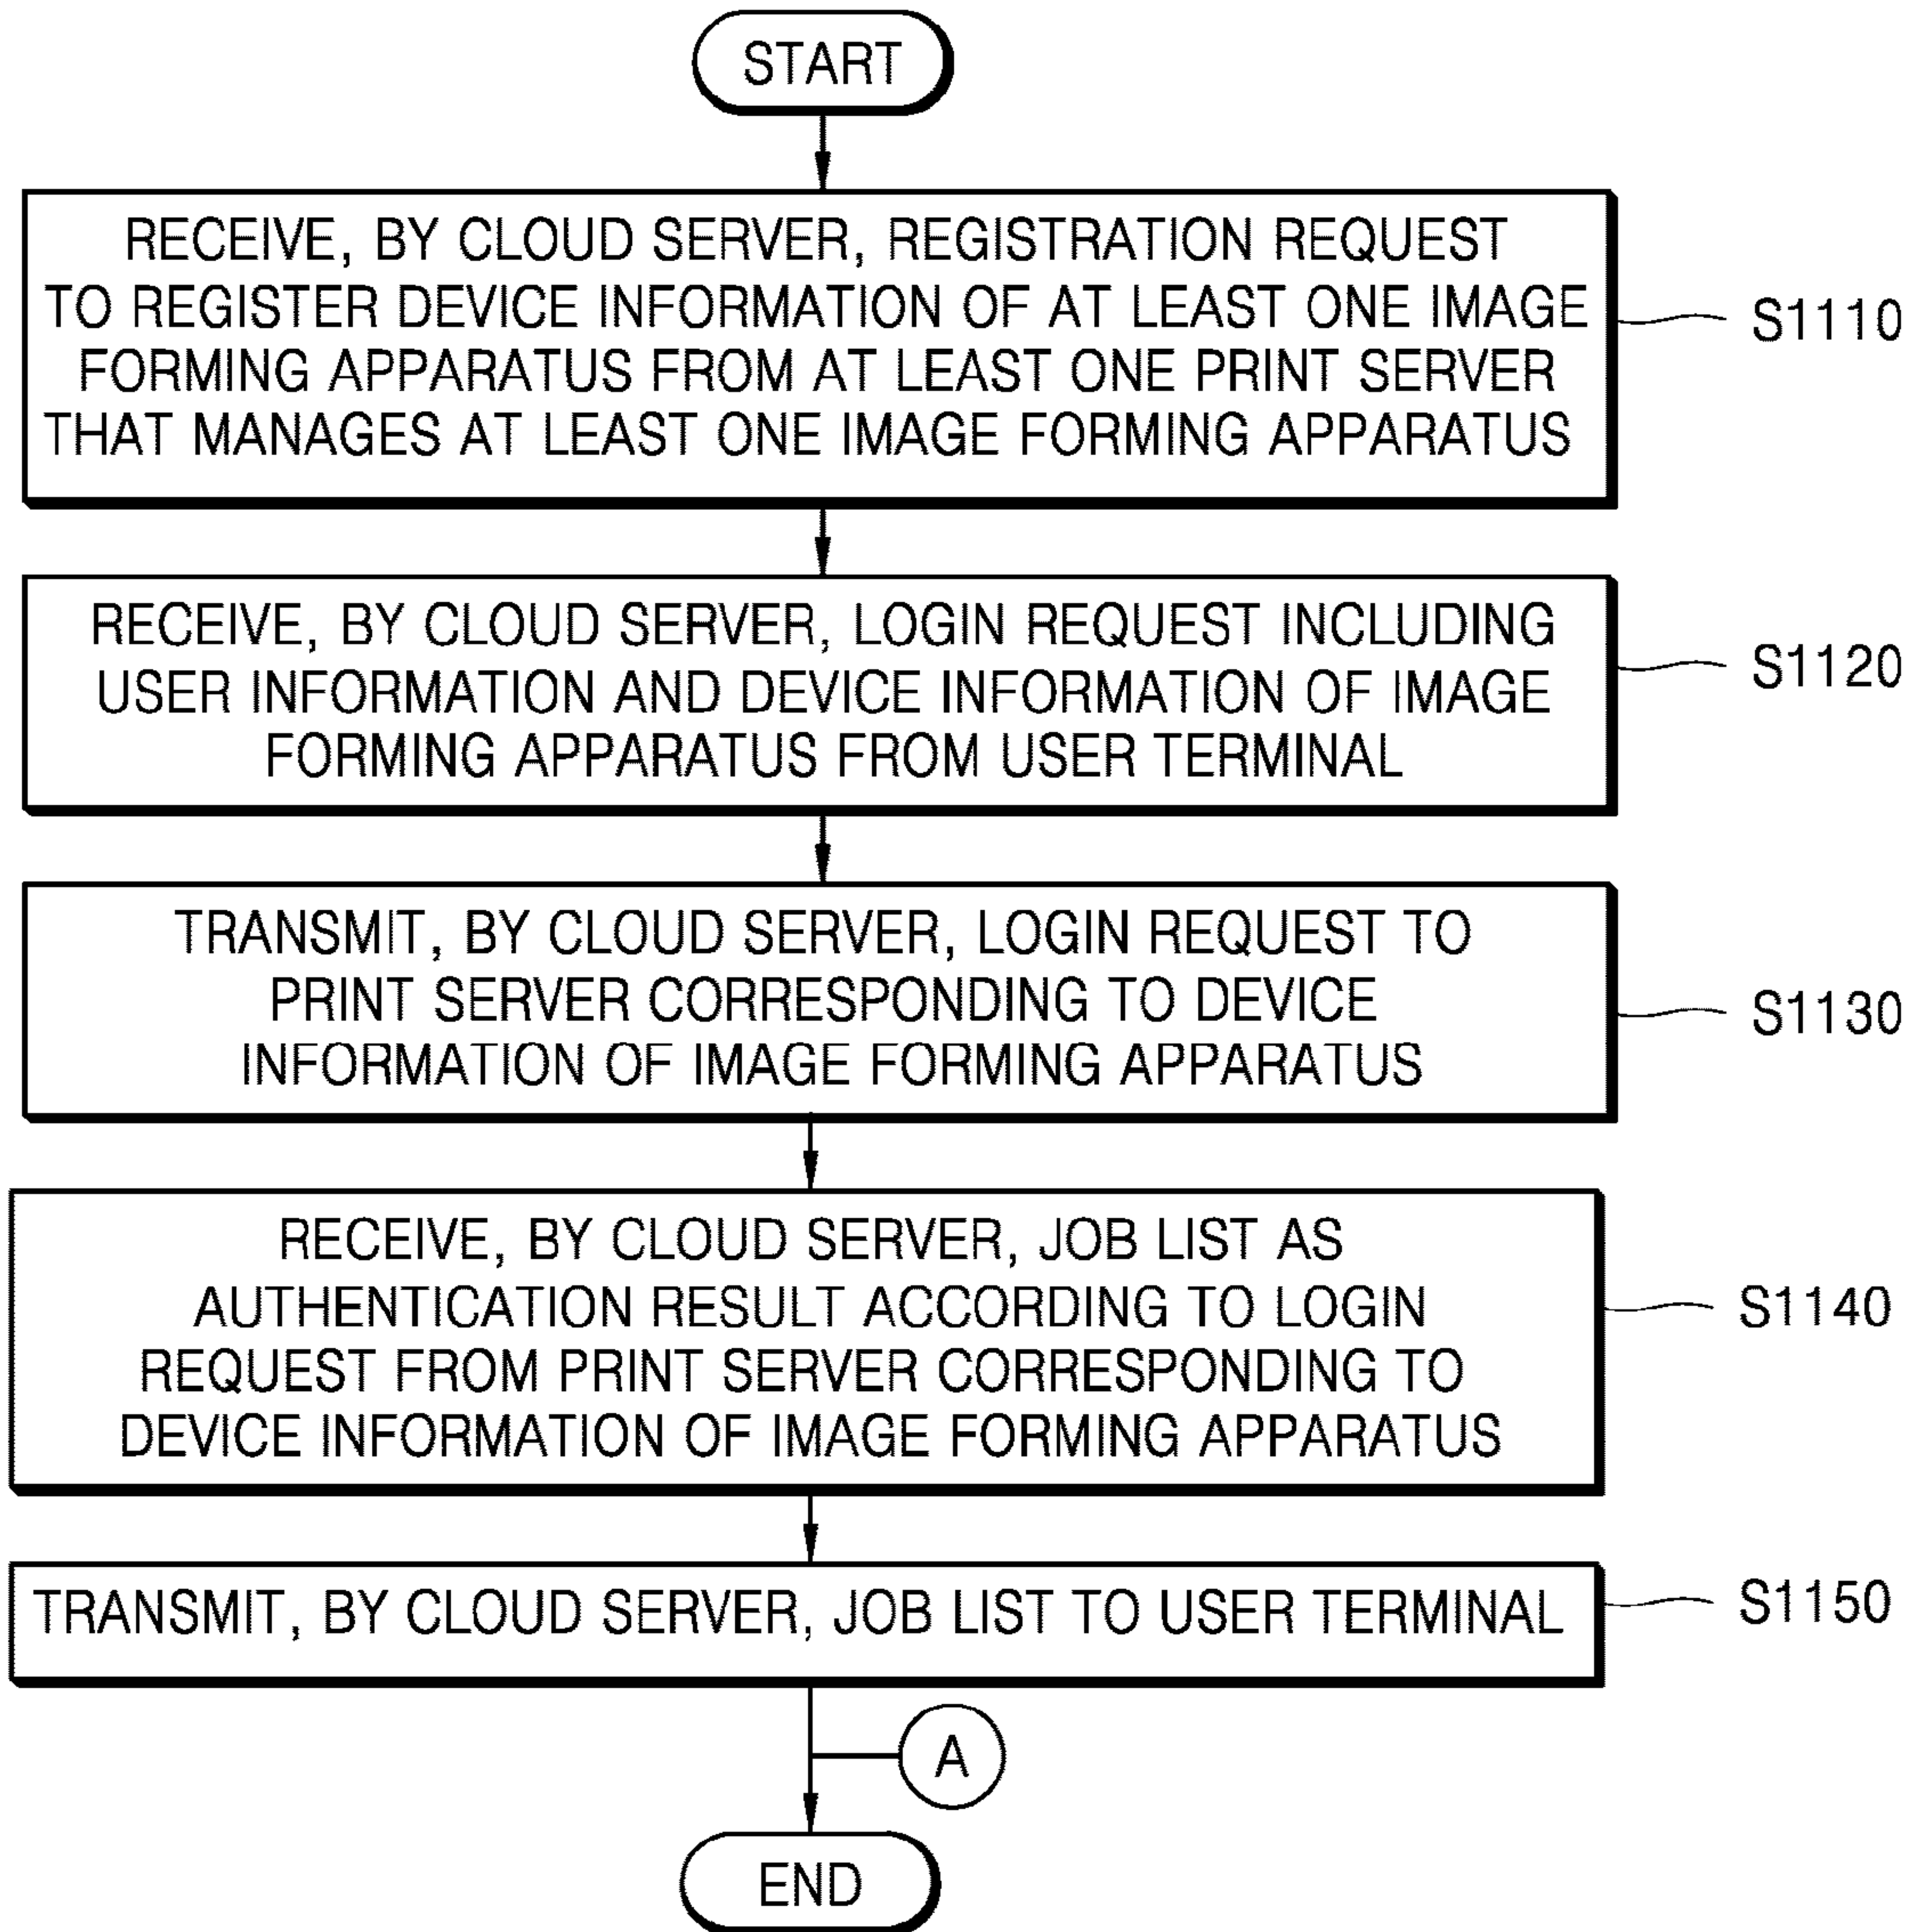 START
RECEIVE, BY CLOUD SERVER, REGISTRATION REQUEST
TO REGISTER DEVICE INFORMATION OF AT LEAST ONE IMAGE
FORMING APPARATUS FROM AT LEAST ONE PRINT SERVER
THAT MANAGES AT LEAST ONE IMAGE FORMING APPARATUS
S1110
RECEIVE, BY CLOUD SERVER, LOGIN REQUEST INCLUDING
USER INFORMATION AND DEVICE INFORMATION OF IMAGE
FORMING APPARATUS FROM USER TERMINAL
S1120
TRANSMIT, BY CLOUD SERVER, LOGIN REQUEST TO
PRINT SERVER CORRESPONDING TO DEVICE
INFORMATION OF IMAGE FORMING APPARATUS
S1130
RECEIVE, BY CLOUD SERVER, JOB LIST AS
AUTHENTICATION RESULT ACCORDING TO LOGIN
REQUEST FROM PRINT SERVER CORRESPONDING TO
DEVICE INFORMATION OF IMAGE FORMING APPARATUS
S1140
TRANSMIT, BY CLOUD SERVER, JOB LIST TO USER TERMINAL
S1150
A
END